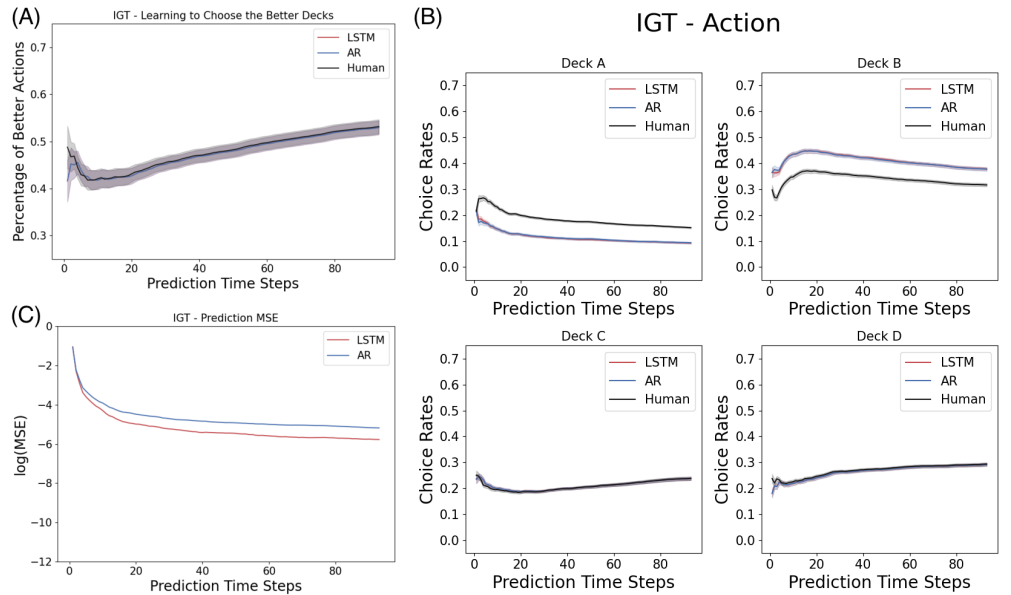 (A)
IGT - Learning to Choose the Better Decks
Percentage of Better Actions
0.7
0.6
0.5
0.4
0.3
LSTM
AR
Human
0 20 40 60 80
Prediction Time Steps
(B)
IGT - Action
Deck A
Choice Rates
0.7
0.6
0.5
0.4
0.3
0.2
0.1
0.0
LSTM
AR
Human
0 20 40 60 80
Prediction Time Steps
Deck B
Choice Rates
0.7
0.6
0.5
0.4
0.3
0.2
0.1
0.0
LSTM
AR
Human
0 20 40 60 80
Prediction Time Steps
(C)
IGT - Prediction MSE
log(MSE)
0
−2
−4
−6
−8
−10
−12
LSTM
AR
0 20 40 60 80
Prediction Time Steps
Deck C
Choice Rates
0.7
0.6
0.5
0.4
0.3
0.2
0.1
0.0
LSTM
AR
Human
0 20 40 60 80
Prediction Time Steps
Deck D
Choice Rates
0.7
0.6
0.5
0.4
0.3
0.2
0.1
0.0
LSTM
AR
Human
0 20 40 60 80
Prediction Time Steps